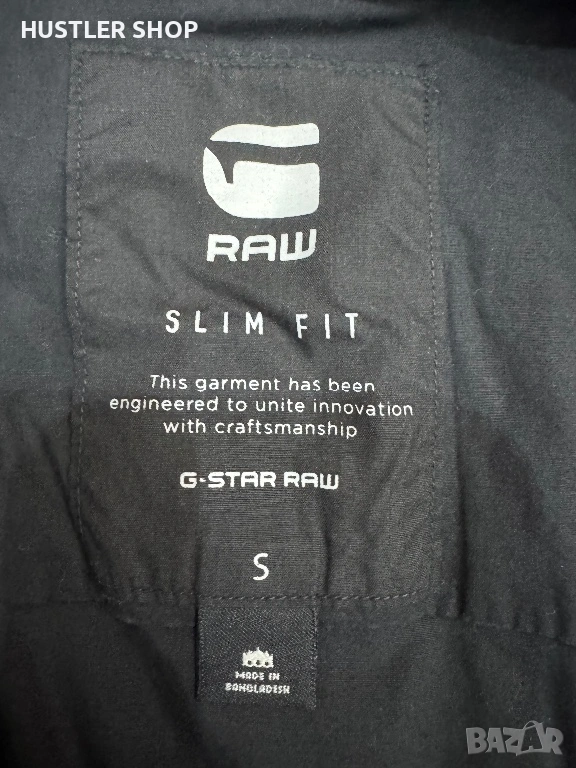 HUSTLER SHOP
RAW
SLIM FIT
This garment has been
engineered to unite innovation
with craftsmanship
G-STAR RAW
S
MADE IN
BANGLADESH
BAZAR